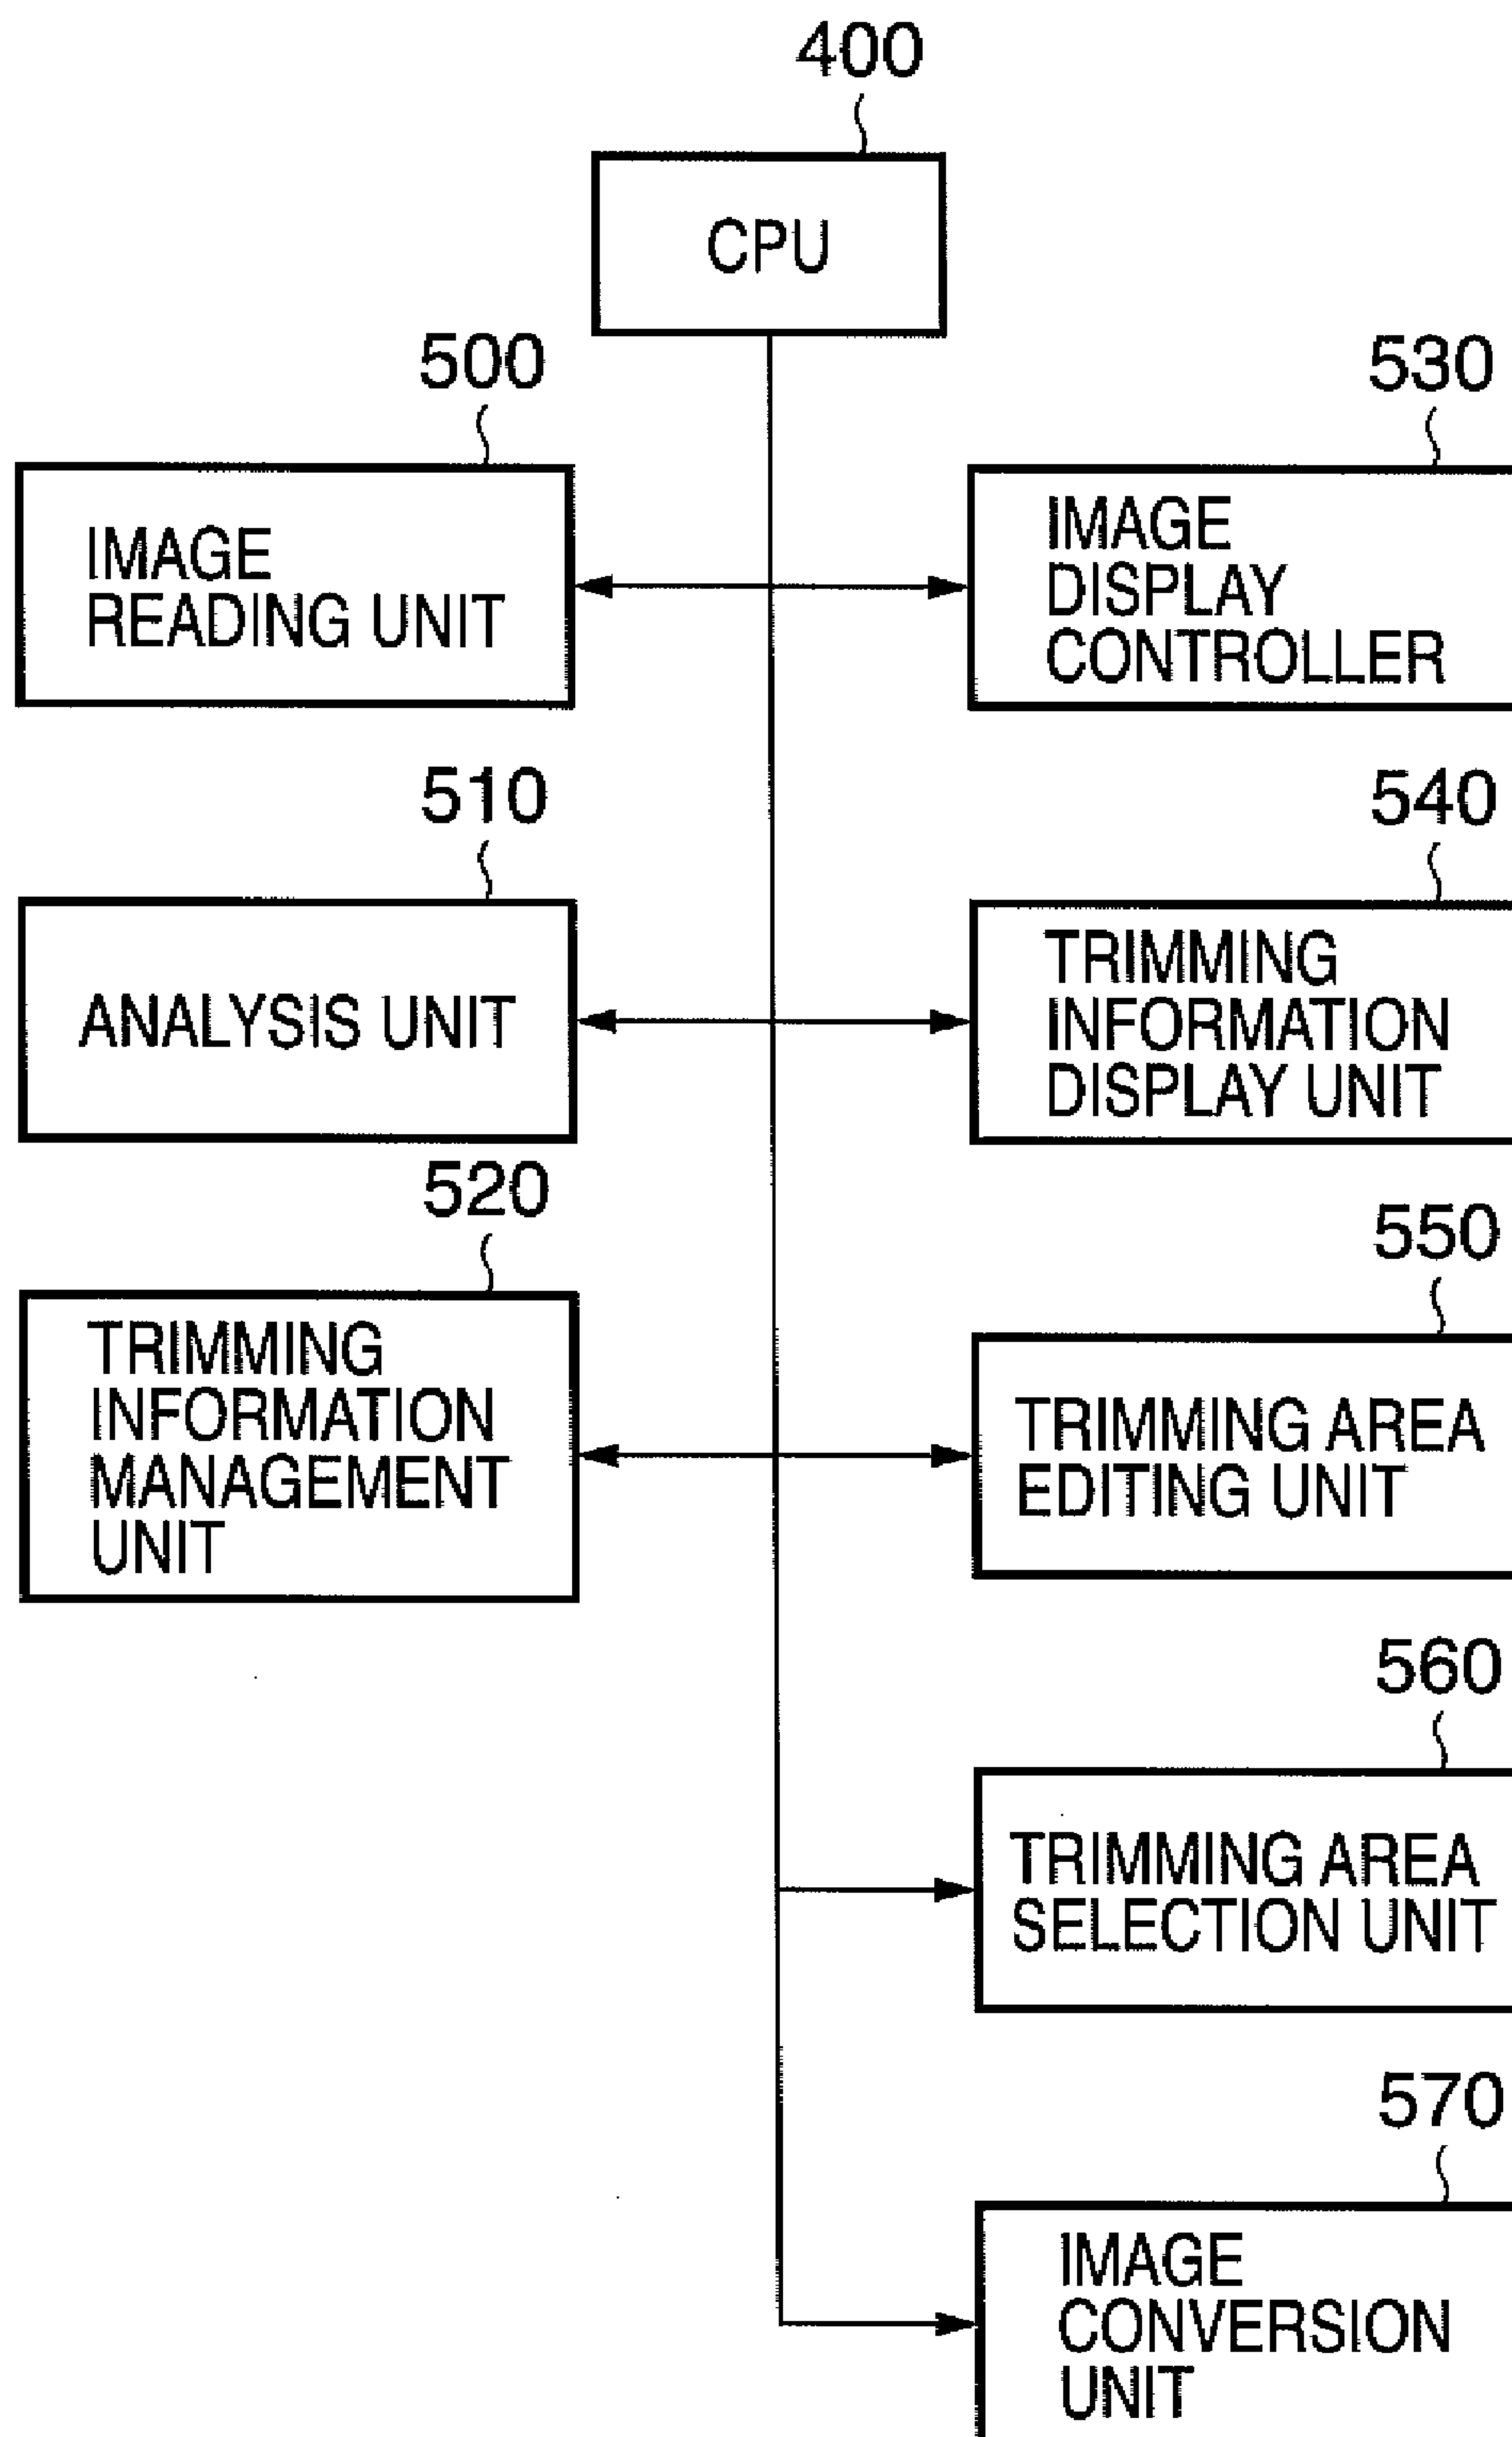 400
CPU
500
IMAGE
READING UNIT
530
IMAGE
DISPLAY
CONTROLLER
510
ANALYSIS UNIT
540
TRIMMING
INFORMATION
DISPLAY UNIT
520
TRIMMING
INFORMATION
MANAGEMENT
UNIT
550
TRIMMING AREA
EDITING UNIT
560
TRIMMING AREA
SELECTION UNIT
570
IMAGE
CONVERSION
UNIT